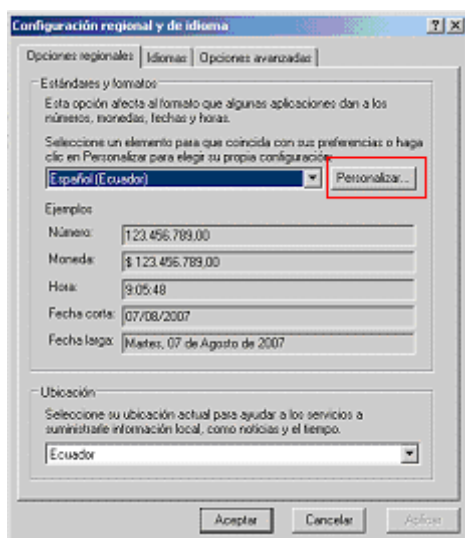 Configuración regional y de idioma
Opciones regionales Idiomas Opciones avanzadas
Estándares y formatos
Esta opción afecta al formato que algunas aplicaciones dan a los
números, monedas, fechas y horas.
Seleccione un elemento para que coincida con sus preferencias o haga
clic en Personalizar para elegir su propia configuración:
Español (Ecuador) Personalizar...
Ejemplos
Número: 123.456.789,00
Moneda: $ 123.456.789,00
Hora: 9:05:48
Fecha corta: 07/08/2007
Fecha larga: Martes, 07 de Agosto de 2007
Ubicación
Seleccione su ubicación actual para ayudar a los servicios a
suministrarle información local, como noticias y el tiempo.
Ecuador
Aceptar Cancelar Aplicar